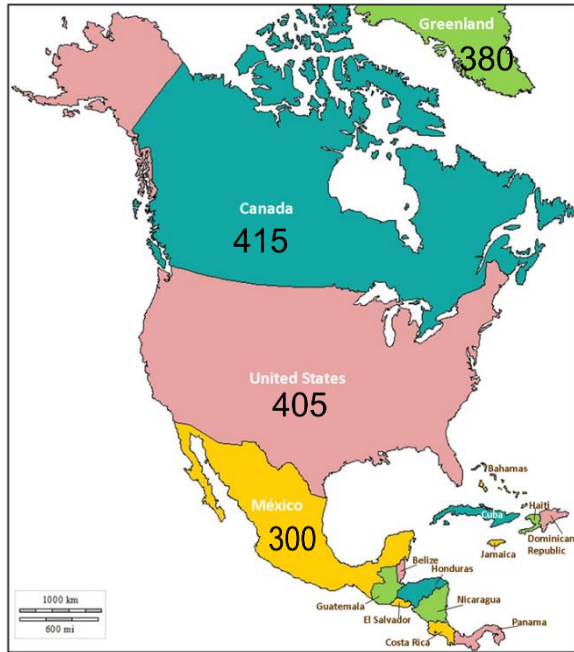 Greenland
380
Canada
415
United States
405
México
300
Bahamas
Cuba
Haiti
Dominican
Republic
Jamaica
Belize
Honduras
Guatemala
Nicaragua
El Salvador
Costa Rica
Panama
1000 km
600 mi